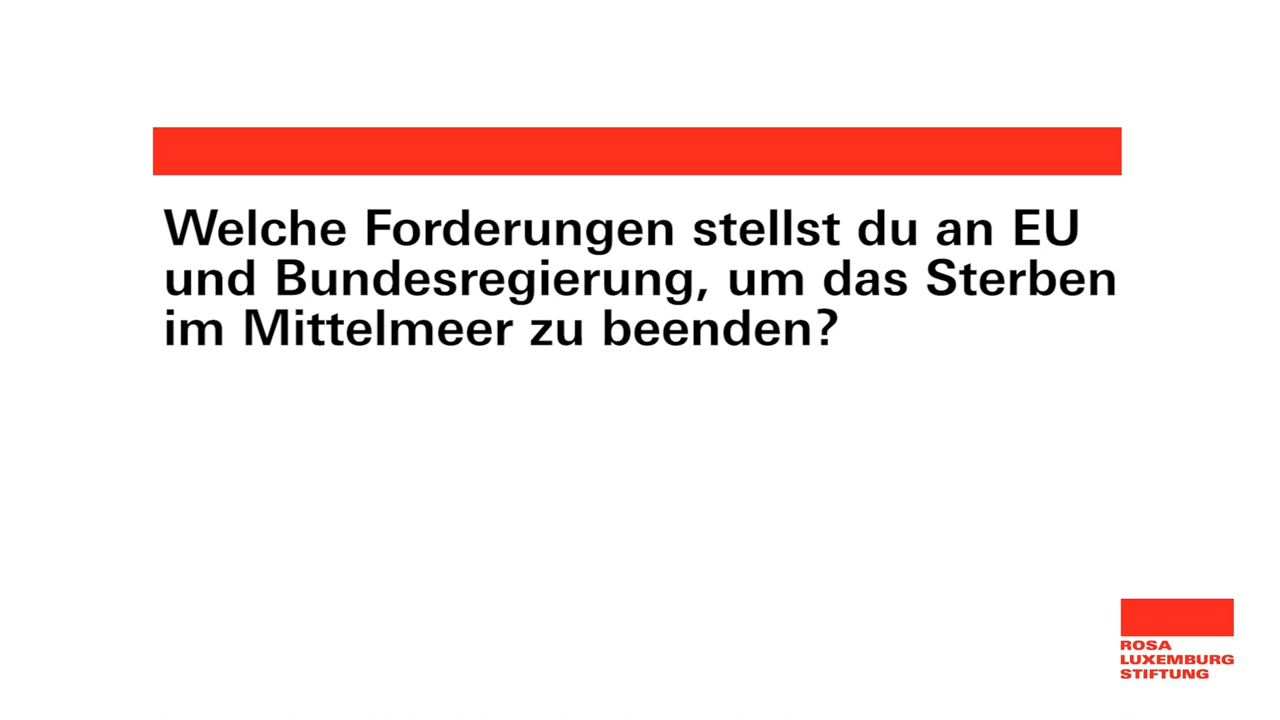 Welche Forderungen stellst du an EU
und Bundesregierung, um das Sterben
im Mittelmeer zu beenden?
ROSA
LUXEMBURG
STIFTUNG